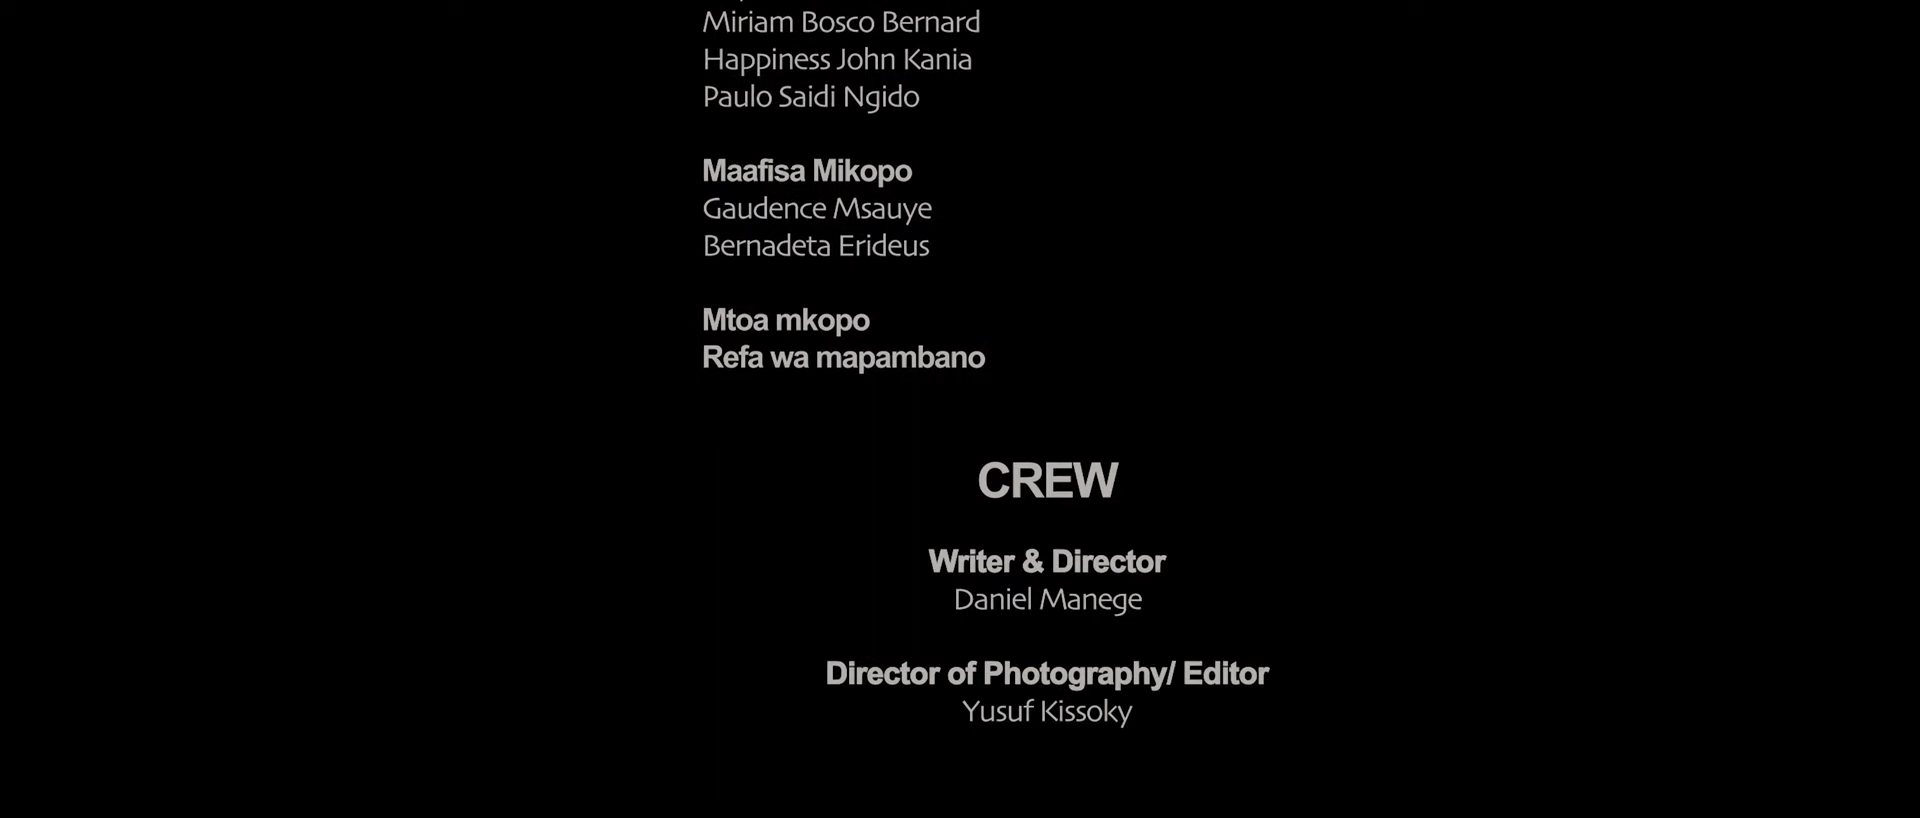 Miriam Bosco Bernard
Happiness John Kania
Paulo Saidi Ngido
Maafisa Mikopo
Gaudence Msauye
Bernadeta Erideus
Mtoa mkopo
Refa wa mapambano
CREW
Writer & Director
Daniel Manege
Director of Photography/ Editor
Yusuf Kissoky